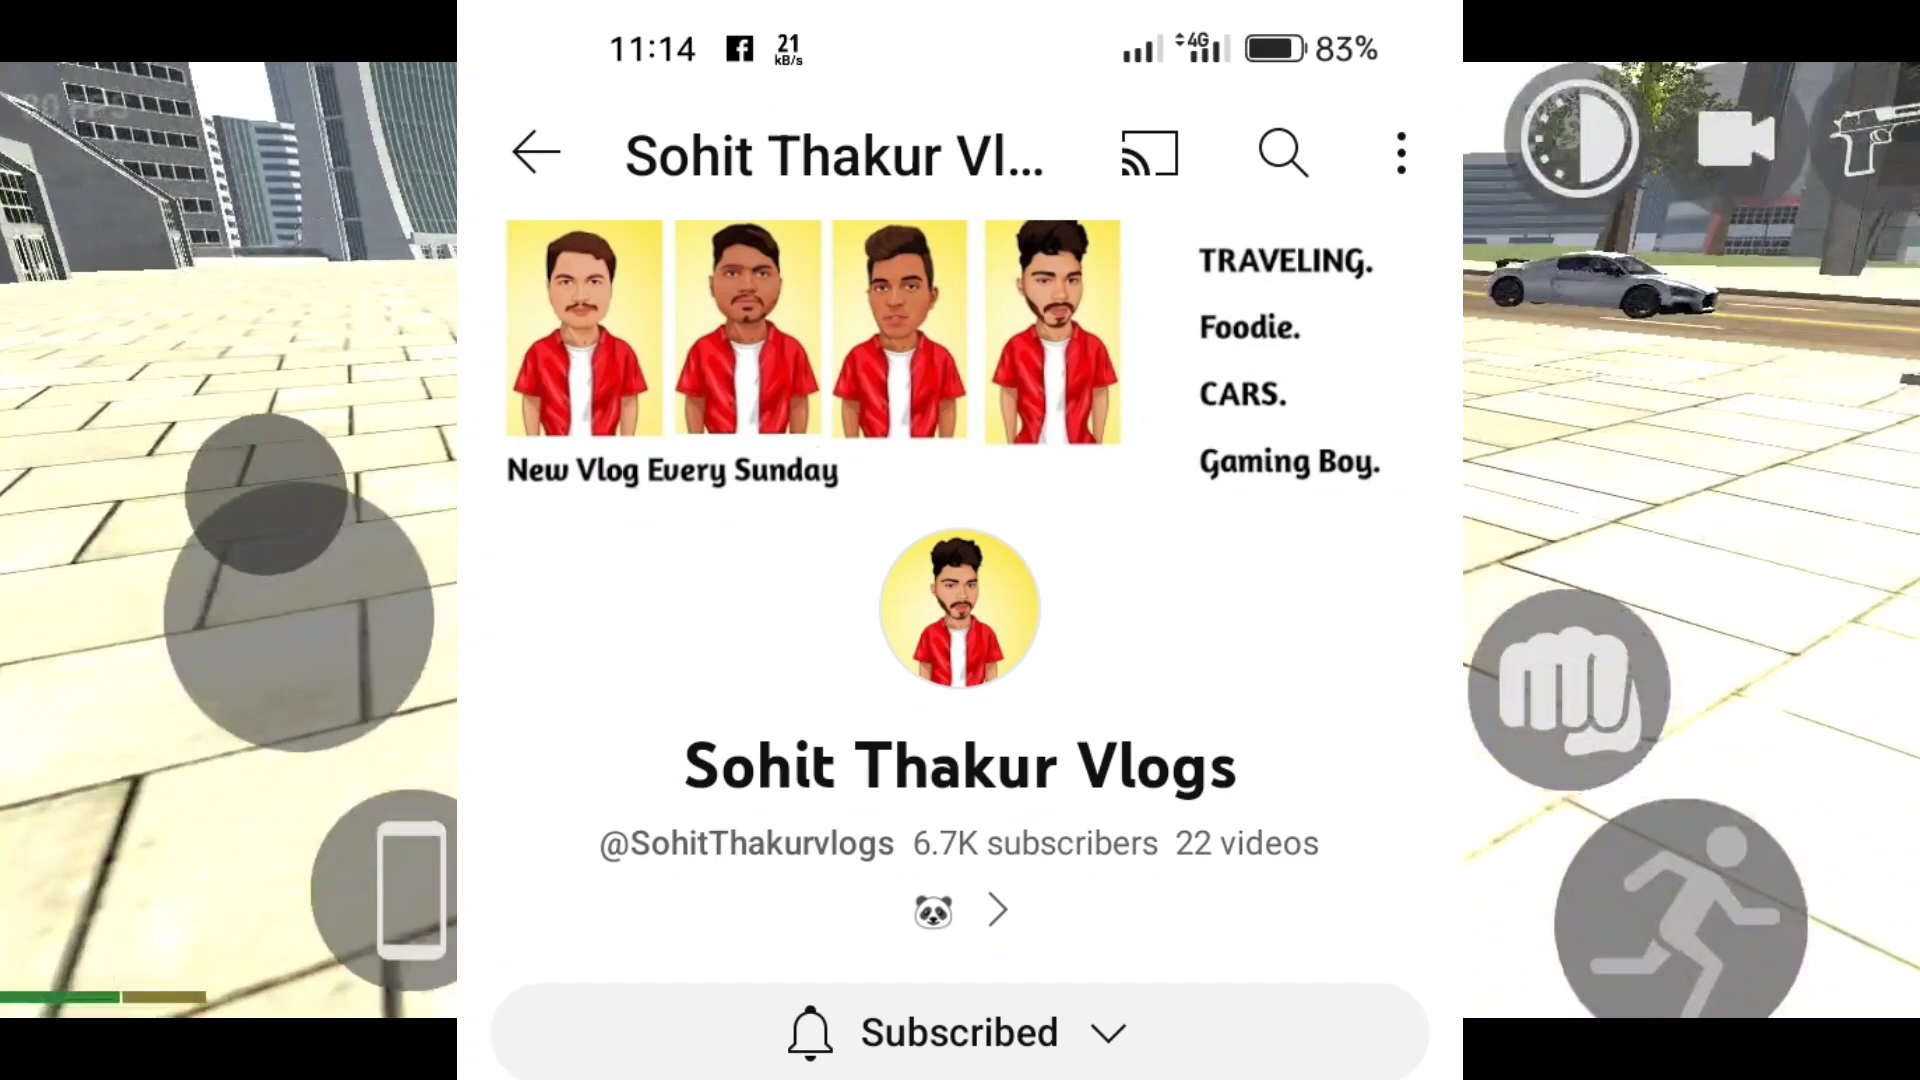 11:14 21 kB/s 4G 83%
Sohit Thakur Vl...
TRAVELING.
Foodie.
CARS.
Gaming Boy.
New Vlog Every Sunday
Sohit Thakur Vlogs
@SohitThakurvlogs 6.7K subscribers 22 videos
Subscribed